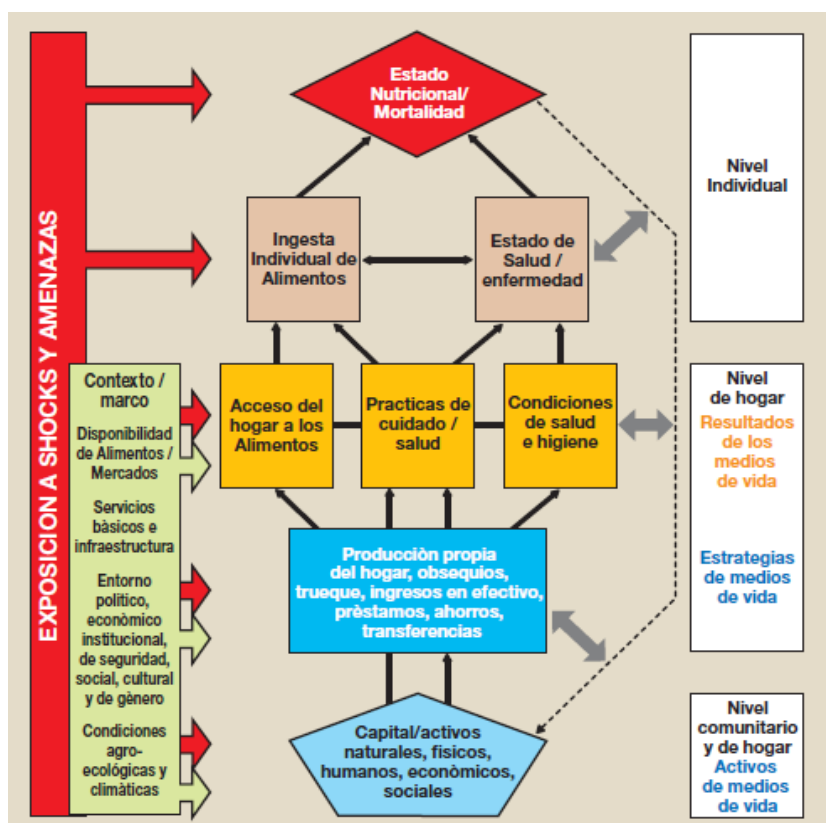 EXPOSICION A SHOCKS Y AMENAZAS
Estado
Nutricional/
Mortalidad
Nivel
Individual
Ingesta
Individual de
Alimentos
Estado de
Salud /
enfermedad
Contexto /
marco
Disponibilidad
de Alimentos /
Mercados
Servicios
bàsicos e
infraestructura
Entorno
político,
econòmico
institucional,
de seguridad,
social, cultural
y de gènero
Condiciones
agro-
ecológicas y
climàticas
Acceso del
hogar a los
Alimentos
Practicas de
cuidado /
salud
Condiciones
de salud
e higiene
Nivel
de hogar
Resultados
de los
medios
de vida
Estrategias
de medios
de vida
Producciòn propia
del hogar, obsequios,
trueque, ingresos en efectivo,
prèstamos, ahorros,
transferencias
Capital/activos
naturales, fisicos,
humanos, econòmicos,
sociales
Nivel
comunitario
y de hogar
Activos
de medios
de vida